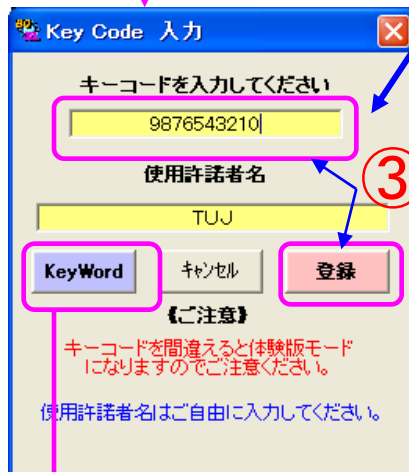 Key Code 入力
キーコードを入力してください
9876543210
使用許諾者名
③
TUJ
KeyWord キャンセル 登録
【ご注意】
キーコードを間違えると体験版モード
になりますのでご注意ください。
使用許諾者名はご自由に入力してください。